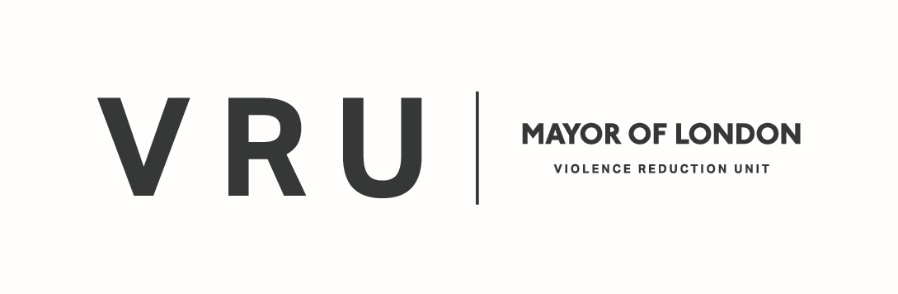 VRU
MAYOR OF LONDON
VIOLENCE REDUCTION UNIT